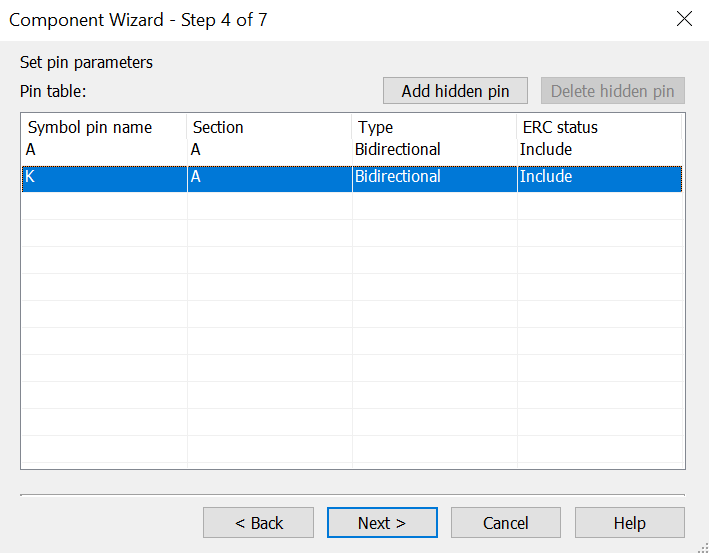 Component Wizard - Step 4 of 7
Set pin parameters
Pin table: Add hidden pin Delete hidden pin
Symbol pin name Section Type ERC status
A A Bidirectional Include
K A Bidirectional Include
< Back Next > Cancel Help